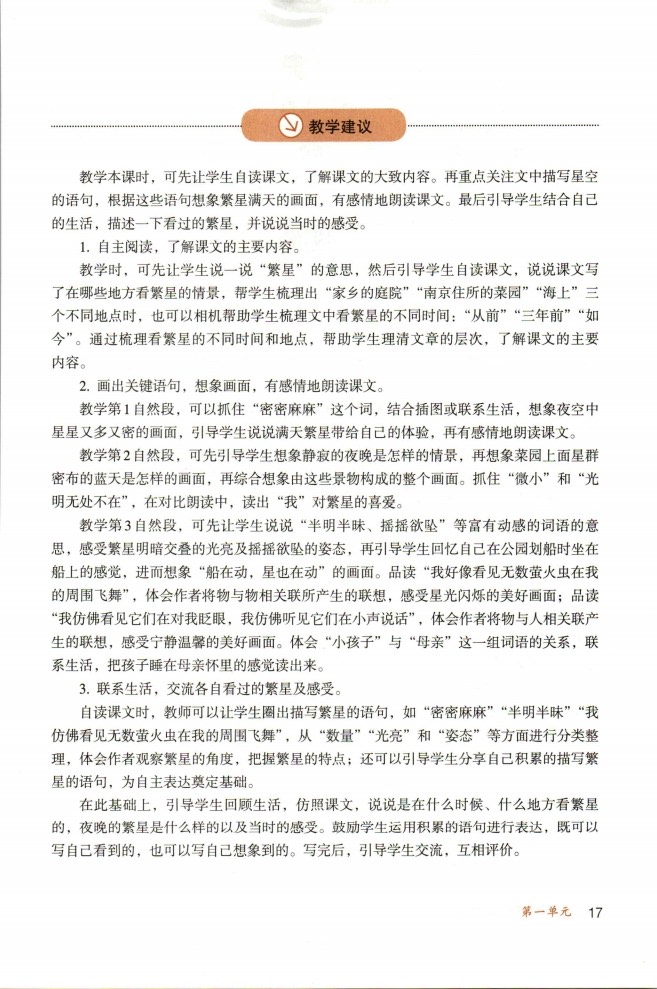 教学建议
教学本课时，可先让学生自读课文，了解课文的大致内容。再重点关注文中描写星空
的语句，根据这些语句想象繁星满天的画面，有感情地朗读课文。最后引导学生结合自己
的生活，描述一下看过的繁星，并说说当时的感受。
1. 自主阅读，了解课文的主要内容。
教学时，可先让学生说一说“繁星”的意思，然后引导学生自读课文，说说课文写
了在哪些地方看繁星的情景，帮学生梳理出“家乡的庭院”“南京住所的菜园”“海上”三
个不同地点时，也可以相机帮助学生梳理文中看繁星的不同时间：“从前”“三年前”“如
今”。通过梳理看繁星的不同时间和地点，帮助学生理清文章的层次，了解课文的主要
内容。
2. 画出关键语句，想象画面，有感情地朗读课文。
教学第1自然段，可以抓住“密密麻麻”这个词，结合插图或联系生活，想象夜空中
星星又多又密的画面，引导学生说说满天繁星带给自己的体验，再有感情地朗读课文。
教学第2自然段，可先引导学生想象静寂的夜晚是怎样的情景，再想象菜园上面星群
密布的蓝天是怎样的画面，再综合想象由这些景物构成的整个画面。抓住“微小”和“光
明无处不在”，在对比朗读中，读出“我”对繁星的喜爱。
教学第3自然段，可先让学生说说“半明半昧、摇摇欲坠”等富有动感的词语的意
思，感受繁星明暗交叠的光亮及摇摇欲坠的姿态，再引导学生回忆自己在公园划船时坐在
船上的感觉，进而想象“船在动，星也在动”的画面。品读“我好像看见无数萤火虫在我
的周围飞舞”，体会作者将物与物相关联所产生的联想，感受星光闪烁的美好画面；品读
“我仿佛看见它们在对我眨眼，我仿佛听见它们在小声说话”，体会作者将物与人相关联产
生的联想，感受宁静温馨的美好画面。体会“小孩子”与“母亲”这一组词语的关系，联
系生活，把孩子睡在母亲怀里的感觉读出来。
3. 联系生活，交流各自看过的繁星及感受。
自读课文时，教师可以让学生圈出描写繁星的语句，如“密密麻麻”“半明半昧”“我
仿佛看见无数萤火虫在我的周围飞舞”，从“数量”“光亮”和“姿态”等方面进行分类整
理，体会作者观察繁星的角度，把握繁星的特点；还可以引导学生分享自己积累的描写繁
星的语句，为自主表达奠定基础。
在此基础上，引导学生回顾生活，仿照课文，说说是在什么时候、什么地方看繁星
的，夜晚的繁星是什么样的以及当时的感受。鼓励学生运用积累的语句进行表达，既可以
写自己看到的，也可以写自己想象到的。写完后，引导学生交流，互相评价。
第一单元 17